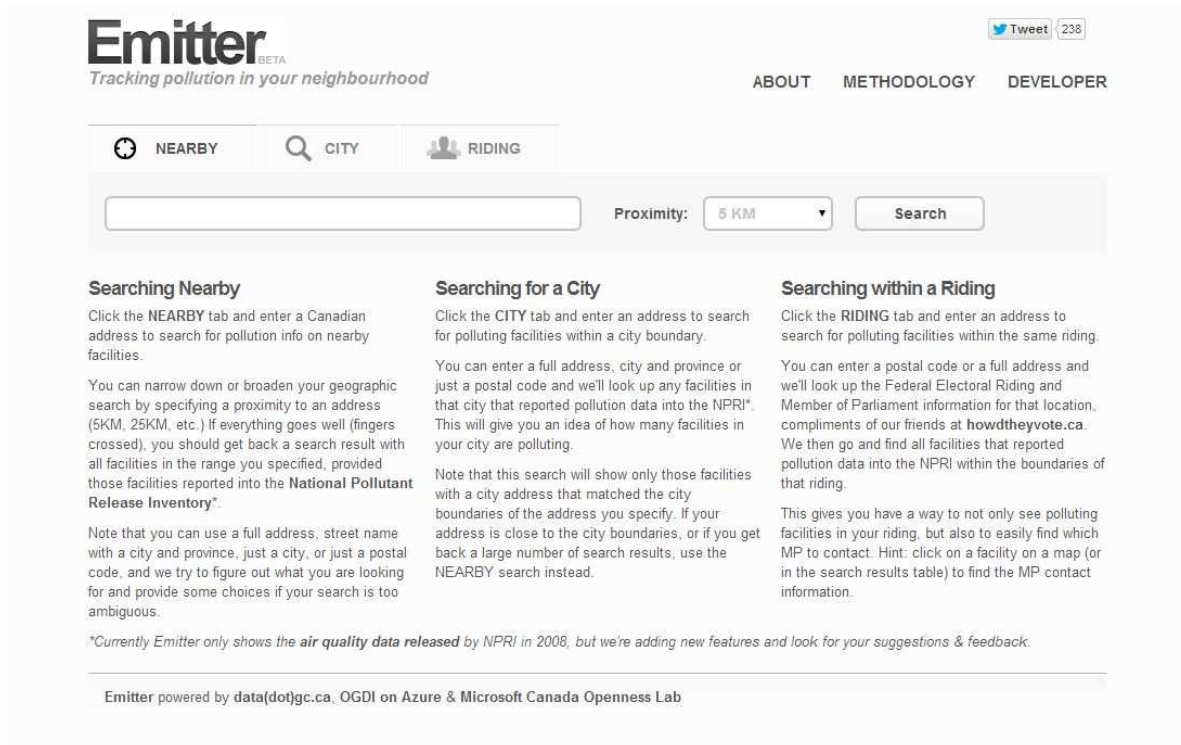 Emitter BETA
Tweet 238
Tracking pollution in your neighbourhood
ABOUT METHODOLOGY DEVELOPER
NEARBY CITY RIDING
Proximity: 5 KM Search
Searching Nearby
Click the NEARBY tab and enter a Canadian
address to search for pollution info on nearby
facilities.
You can narrow down or broaden your geographic
search by specifying a proximity to an address
(5KM, 25KM, etc.) If everything goes well (fingers
crossed), you should get back a search result with
all facilities in the range you specified, provided
those facilities reported into the National Pollutant
Release Inventory*.
Note that you can use a full address, street name
with a city and province, just a city, or just a postal
code, and we try to figure out what you are looking
for and provide some choices if your search is too
ambiguous.
Searching for a City
Click the CITY tab and enter an address to search
for polluting facilities within a city boundary.
You can enter a full address, city and province or
just a postal code and we'll look up any facilities in
that city that reported pollution data into the NPRI*.
This will give you an idea of how many facilities in
your city are polluting.
Note that this search will show only those facilities
with a city address that matched the city
boundaries of the address you specify. If your
address is close to the city boundaries, or if you get
back a large number of search results, use the
NEARBY search instead.
Searching within a Riding
Click the RIDING tab and enter an address to
search for polluting facilities within the same riding.
You can enter a postal code or a full address and
we'll look up the Federal Electoral Riding and
Member of Parliament information for that location,
compliments of our friends at howdtheyvote.ca.
We then go and find all facilities that reported
pollution data into the NPRI within the boundaries of
that riding.
This gives you have a way to not only see polluting
facilities in your riding, but also to easily find which
MP to contact. Hint: click on a facility on a map (or
in the search results table) to find the MP contact
information.
*Currently Emitter only shows the air quality data released by NPRI in 2008, but we're adding new features and look for your suggestions & feedback.
Emitter powered by data(dot)gc.ca, OGDI on Azure & Microsoft Canada Openness Lab